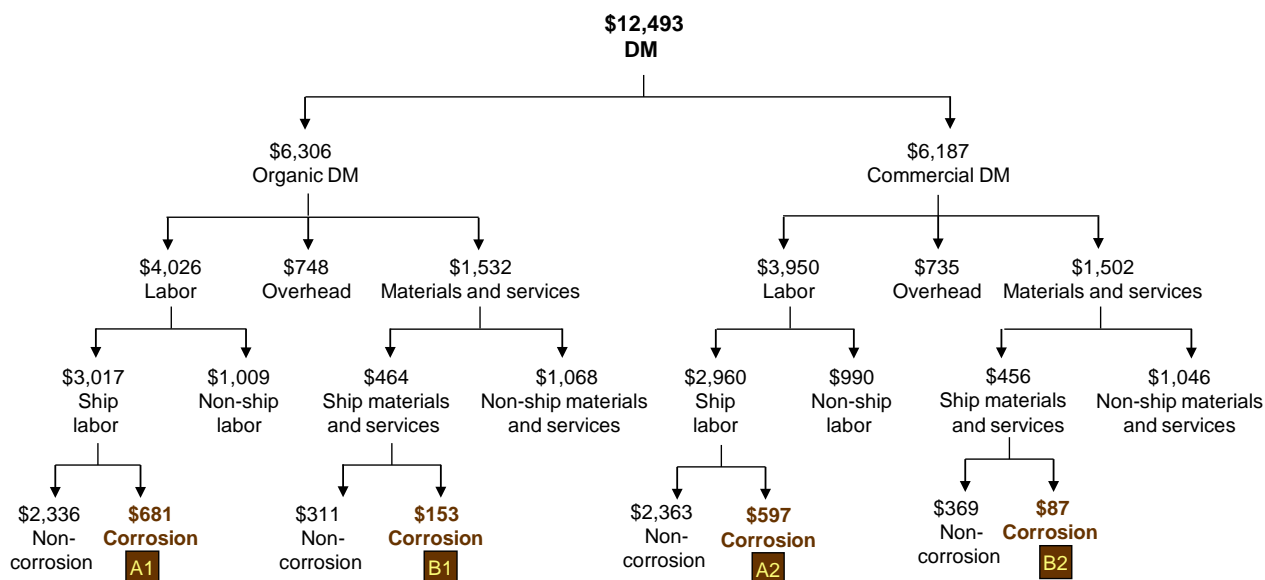 $12,493
DM
$6,306
Organic DM
$6,187
Commercial DM
$4,026
Labor
$748
Overhead
$1,532
Materials and services
$3,950
Labor
$735
Overhead
$1,502
Materials and services
$3,017
Ship
labor
$1,009
Non-ship
labor
$464
Ship materials
and services
$1,068
Non-ship materials
and services
$2,960
Ship
labor
$990
Non-ship
labor
$456
Ship materials
and services
$1,046
Non-ship materials
and services
$2,336
Non-
corrosion
$681
Corrosion
A1
$311
Non-
corrosion
$153
Corrosion
B1
$2,363
Non-
corrosion
$597
Corrosion
A2
$369
Non-
corrosion
$87
Corrosion
B2